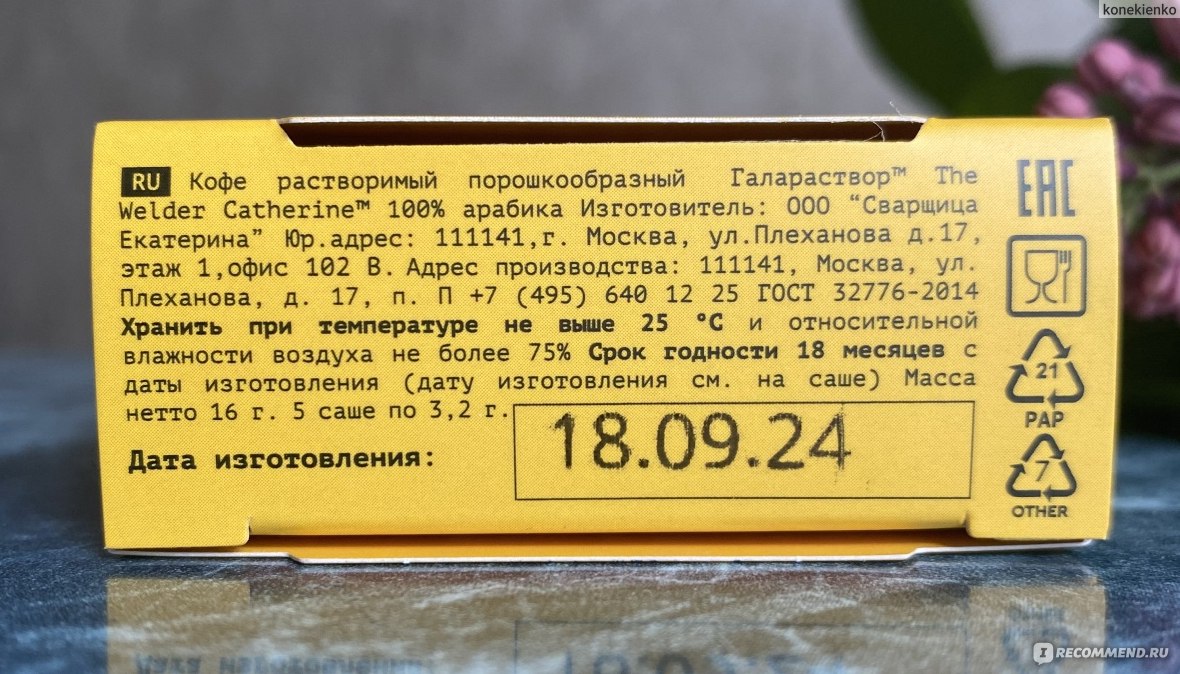 konekienko
RU Кофе растворимый порошкообразный Галараствор™ The
Welder Catherine™ 100% арабика Изготовитель: ООО “Сварщица
Екатерина” Юр.адрес: 111141,г. Москва, ул.Плеханова д.17,
этаж 1,офис 102 В. Адрес производства: 111141, Москва, ул.
Плеханова, д. 17, п. П +7 (495) 640 12 25 ГОСТ 32776-2014
Хранить при температуре не выше 25 °С и относительной
влажности воздуха не более 75% Срок годности 18 месяцев с
даты изготовления (дату изготовления см. на саше) Масса
нетто 16 г. 5 саше по 3,2 г.
Дата изготовления: 18.09.24
EAC
21
PAP
7
OTHER
IRECOMMEND.RU